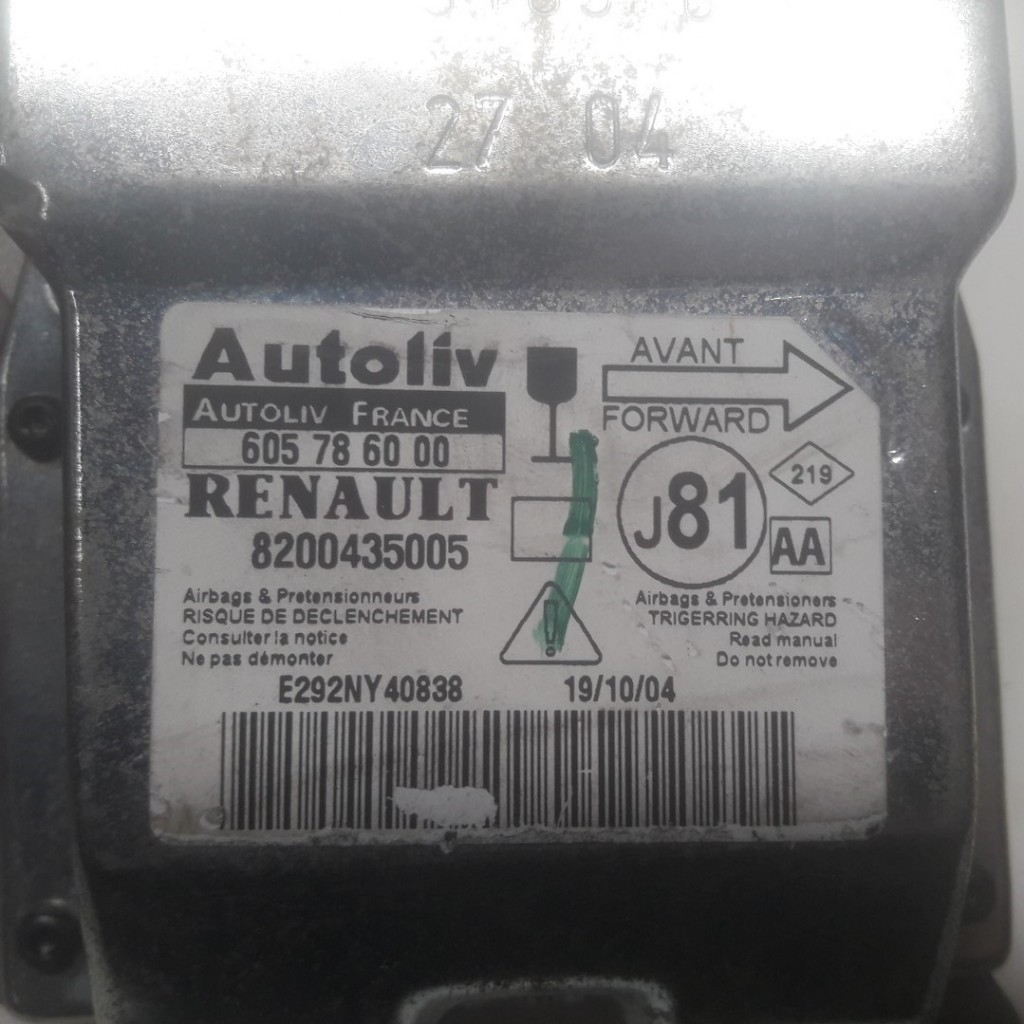 27 04
Autoliv
AUTOLIV FRANCE
605 78 60 00
RENAULT
8200435005
AVANT
FORWARD
J81
219
AA
Airbags & Pretensionneurs
RISQUE DE DECLENCHEMENT
Consulter la notice
Ne pas démonter
!
Airbags & Pretensioners
TRIGERRING HAZARD
Read manual
Do not remove
E292NY40838 19/10/04